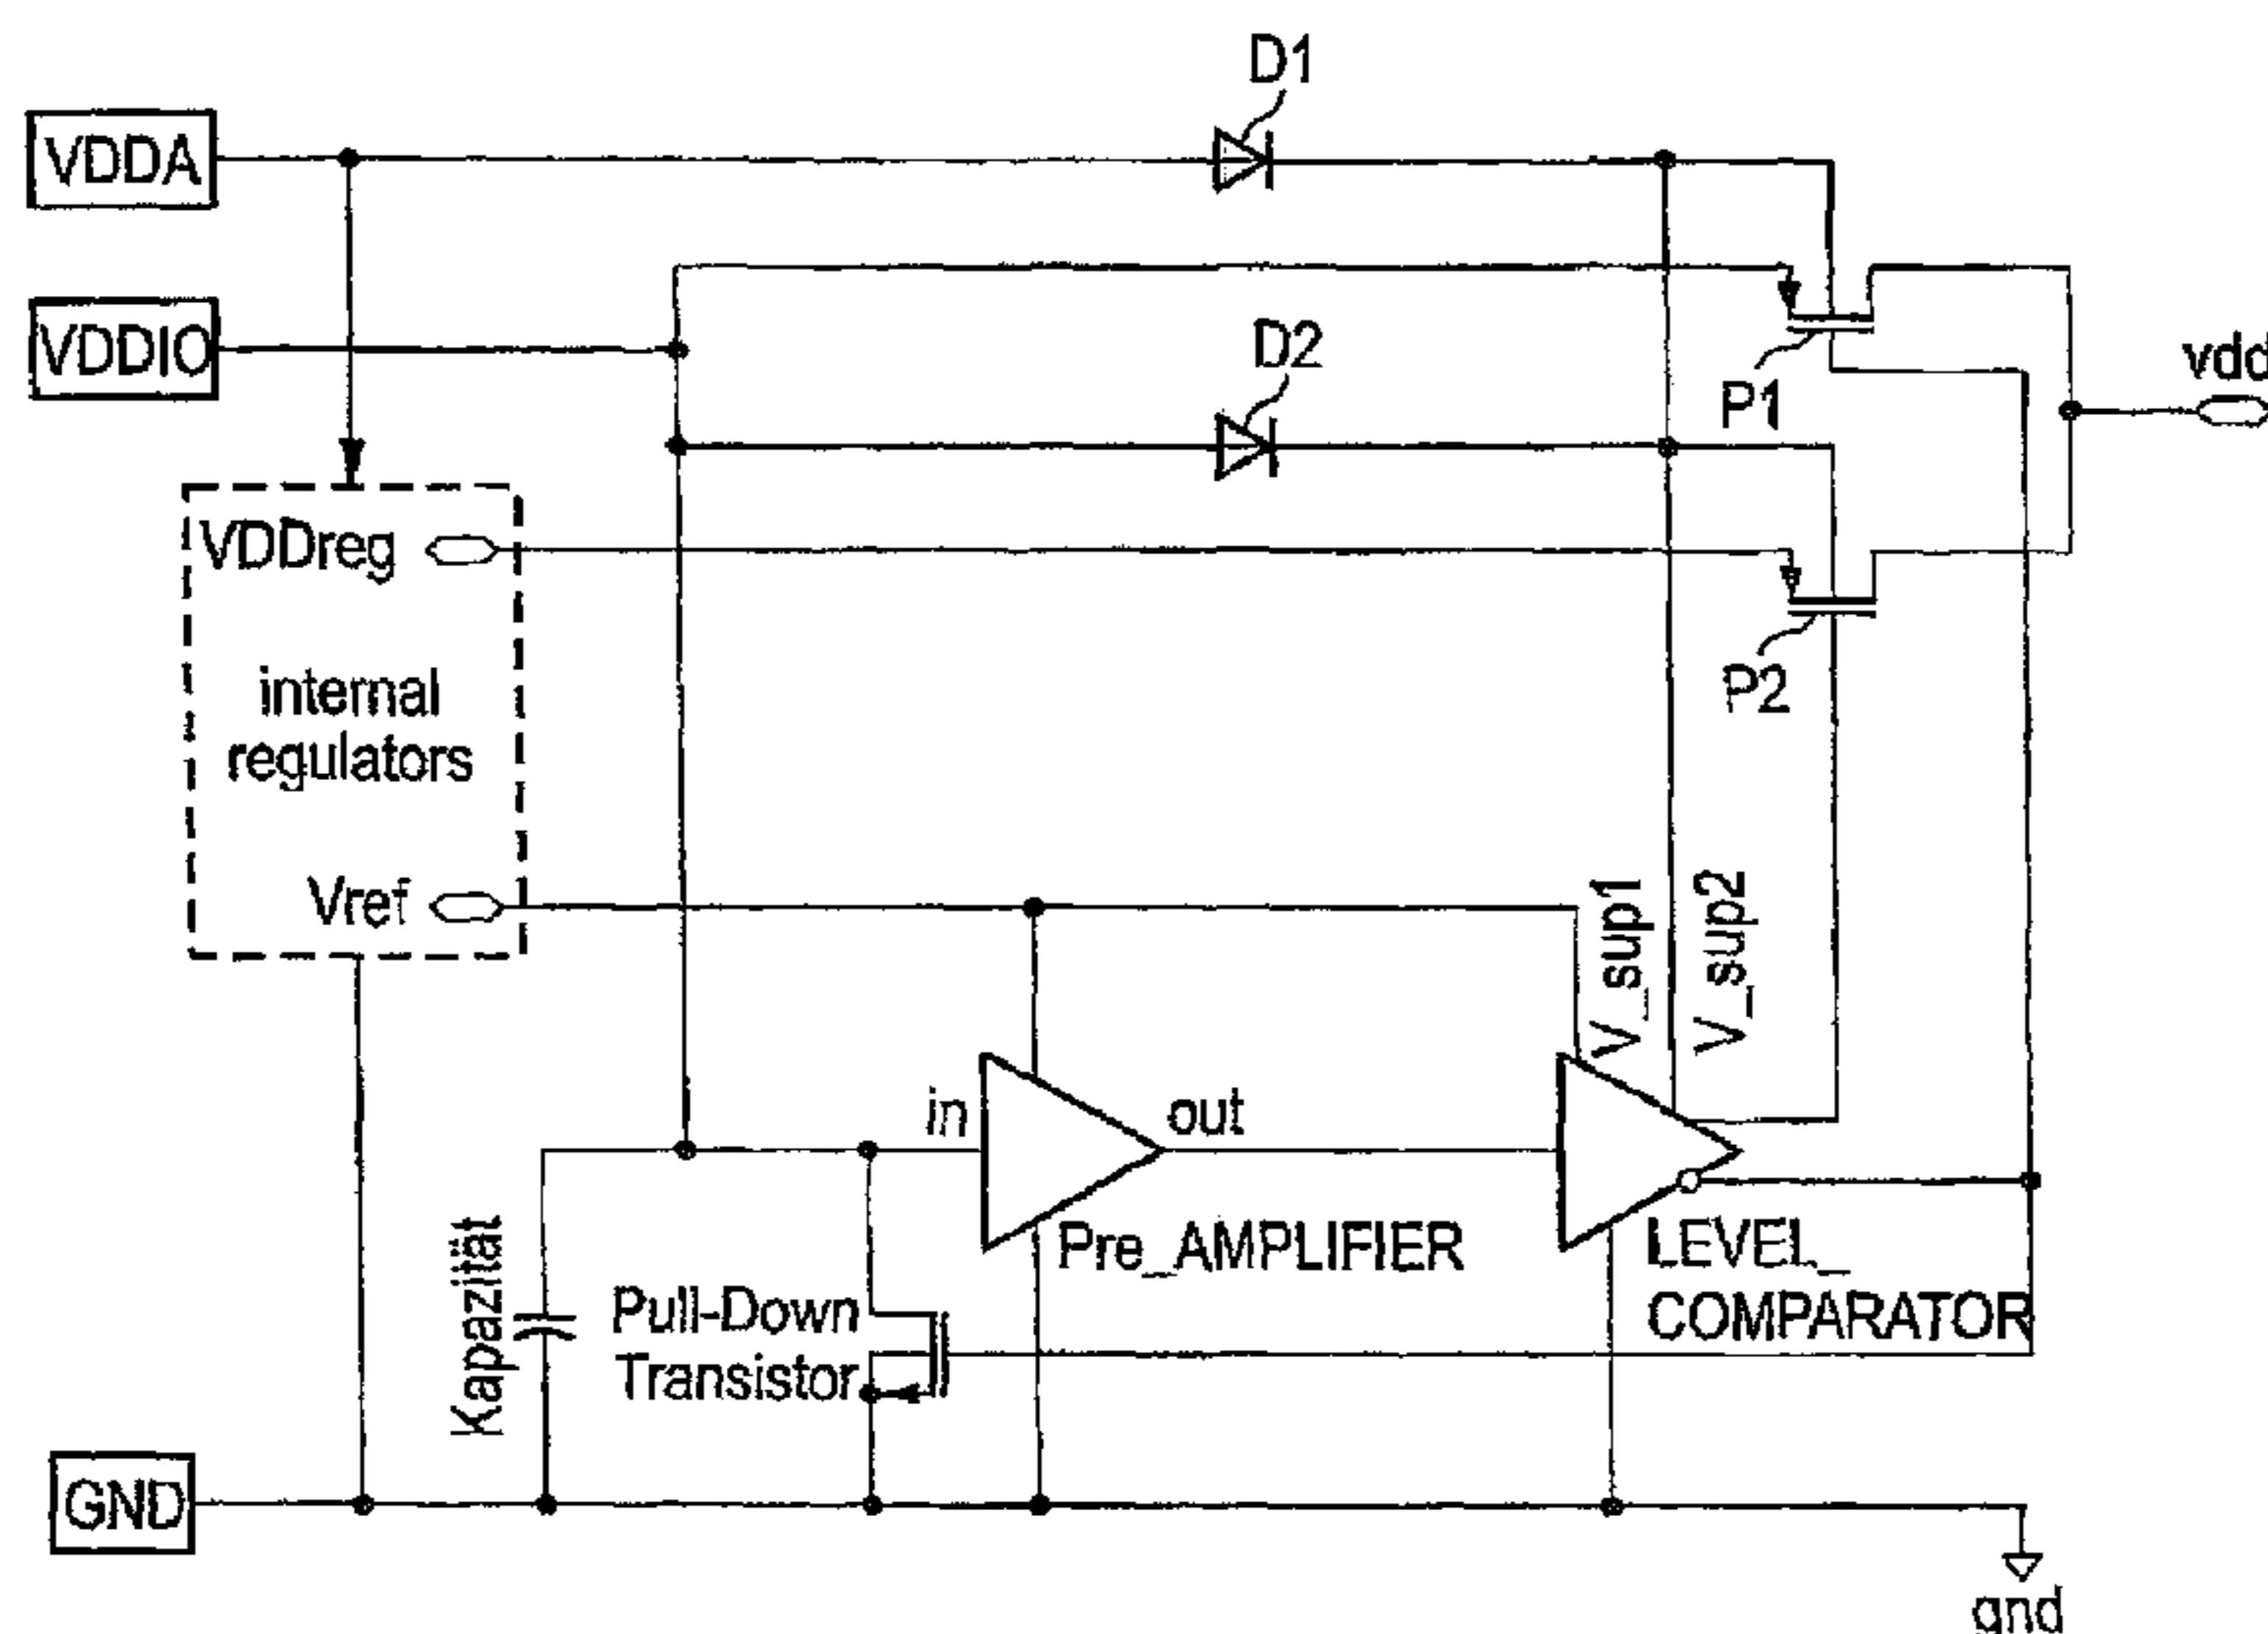 D1
VDDA
VDDIO
D2
P1
vdd
VDDreg
P2
internal
regulators
Vref
V_sup1
V_sup2
in
out
Pre_AMPLIFIER
LEVEL_
COMPARATOR
Kapazität
Pull-Down
Transistor
GND
gnd